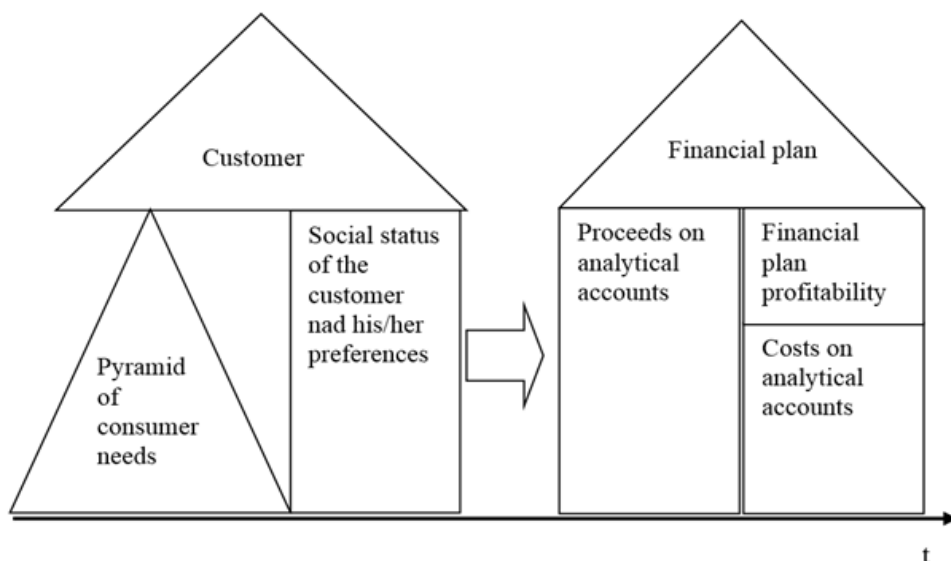 Customer
Pyramid
of
consumer
needs
Social status
of the
customer
nad his/her
preferences
Financial plan
Proceeds on
analytical
accounts
Financial
plan
profitability
Costs on
analytical
accounts
t